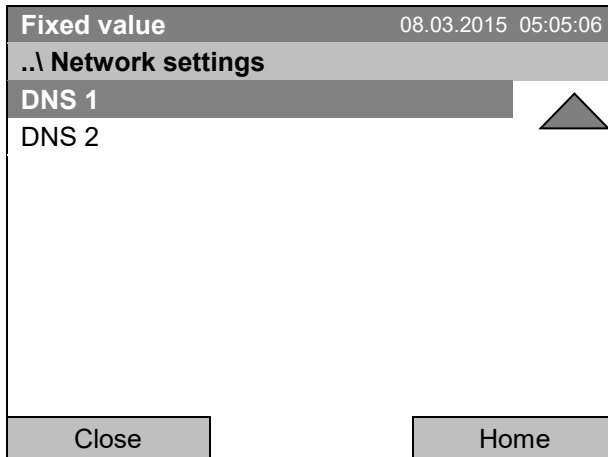 Fixed value 08.03.2015 05:05:06
..\ Network settings
DNS 1
DNS 2
Close Home